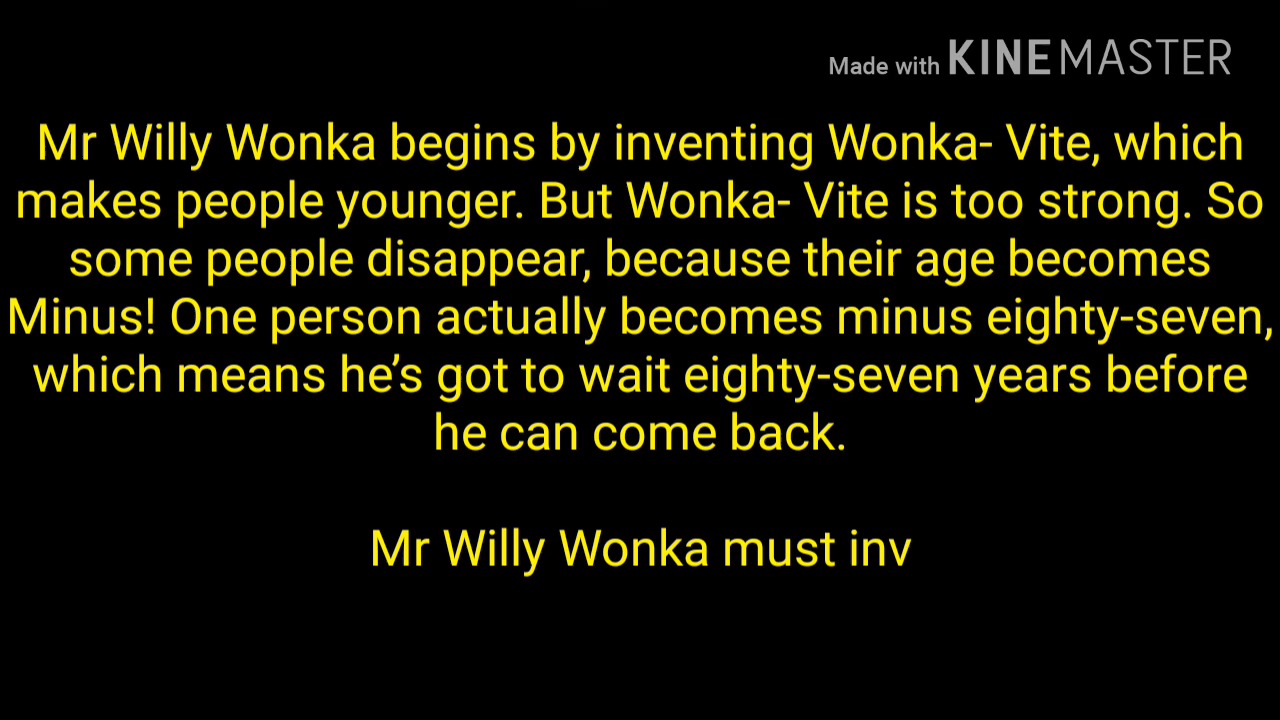 Made with KINEMASTER
Mr Willy Wonka begins by inventing Wonka- Vite, which
makes people younger. But Wonka- Vite is too strong. So
some people disappear, because their age becomes
Minus! One person actually becomes minus eighty-seven,
which means he’s got to wait eighty-seven years before
he can come back.
Mr Willy Wonka must inv